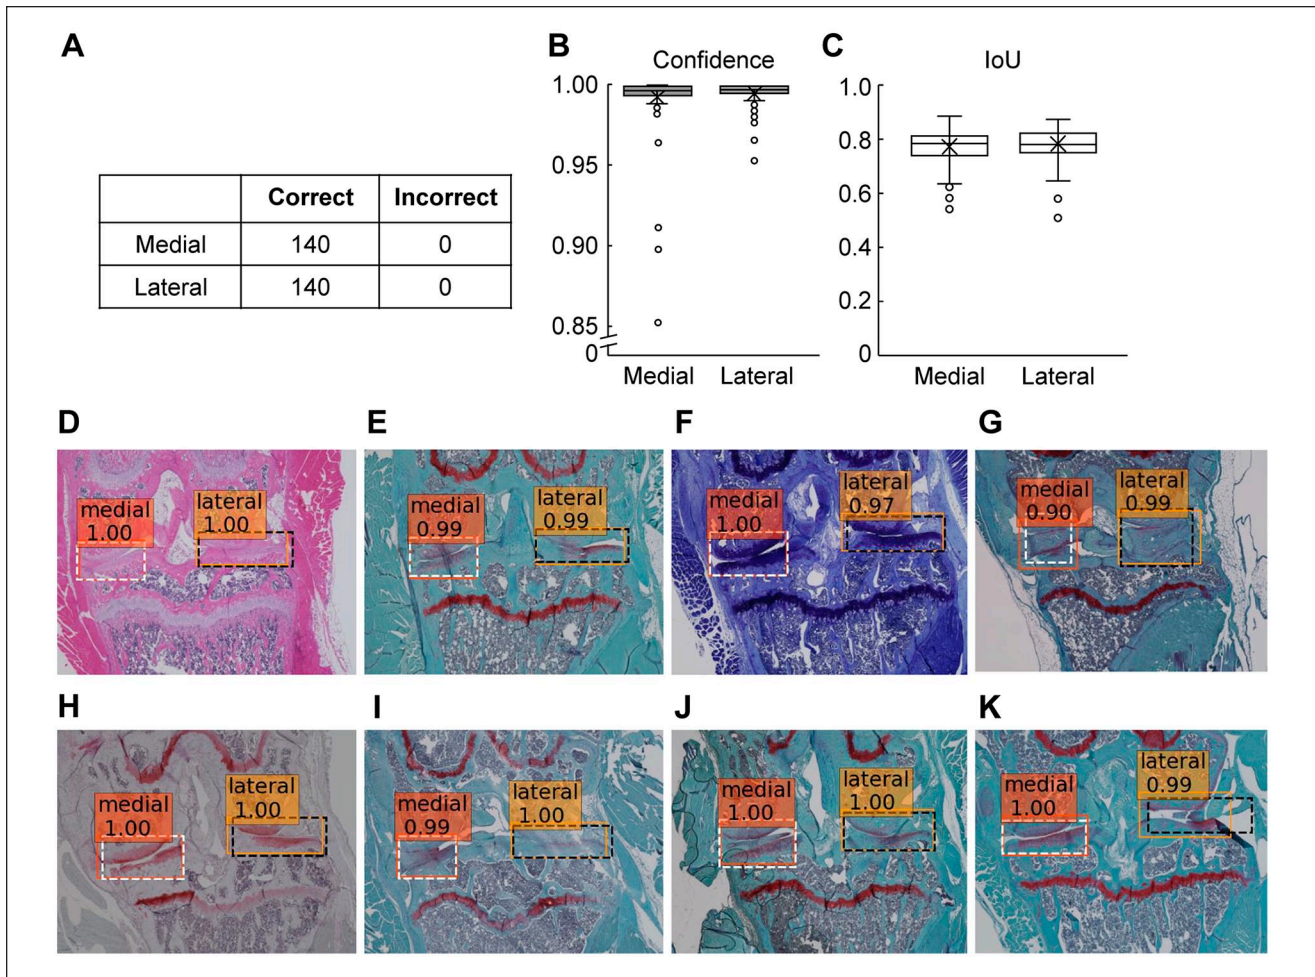 A
Correct Incorrect
Medial 140 0
Lateral 140 0
B
Confidence
1.00
0.95
0.90
0.85
0
Medial Lateral
C
IoU
1.0
0.8
0.6
0.4
0.2
0
Medial Lateral
D
medial
1.00
lateral
1.00
E
medial
0.99
lateral
0.99
F
medial
1.00
lateral
0.97
G
medial
0.90
lateral
0.99
H
medial
1.00
lateral
1.00
I
medial
0.99
lateral
1.00
J
medial
1.00
lateral
1.00
K
medial
1.00
lateral
0.99